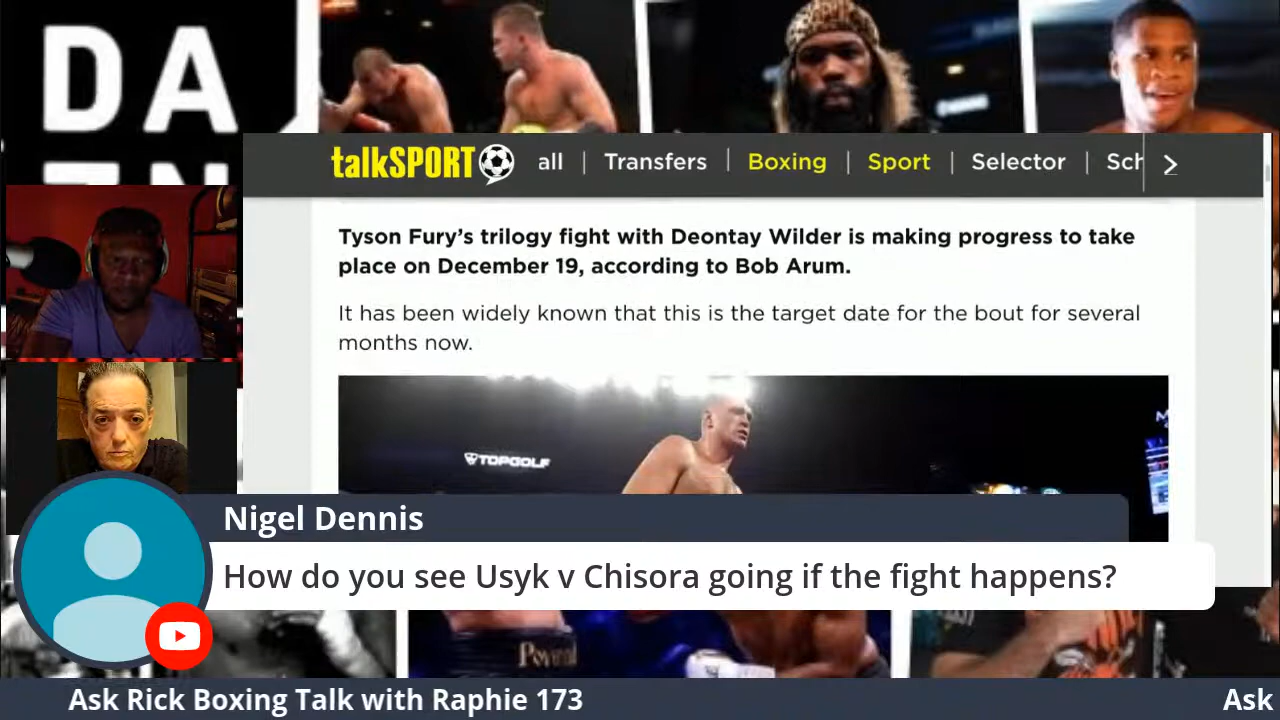 DA
talkSPORT all | Transfers | Boxing | Sport | Selector | Sch
Tyson Fury's trilogy fight with Deontay Wilder is making progress to take
place on December 19, according to Bob Arum.
It has been widely known that this is the target date for the bout for several
months now.
TOPGOLF
Nigel Dennis
How do you see Usyk v Chisora going if the fight happens?
Ask Rick Boxing Talk with Raphie 173
Ask